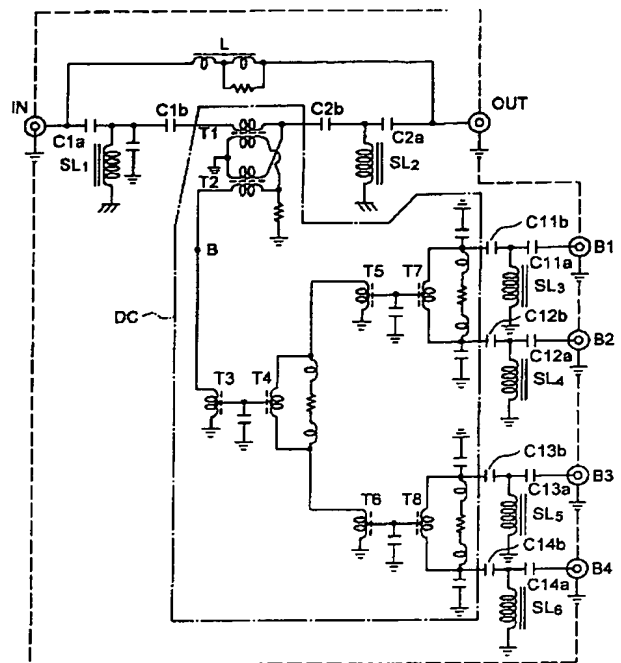 L
IN
OUT
C1b
C2b
C1a
T1
C2a
SL1
SL2
T2
C11b
B
T5
T7
B1
C11a
SL3
DC
C12b
B2
C12a
T3
T4
SL4
C13b
B3
T6
T8
C13a
SL5
C14b
B4
C14a
SL6